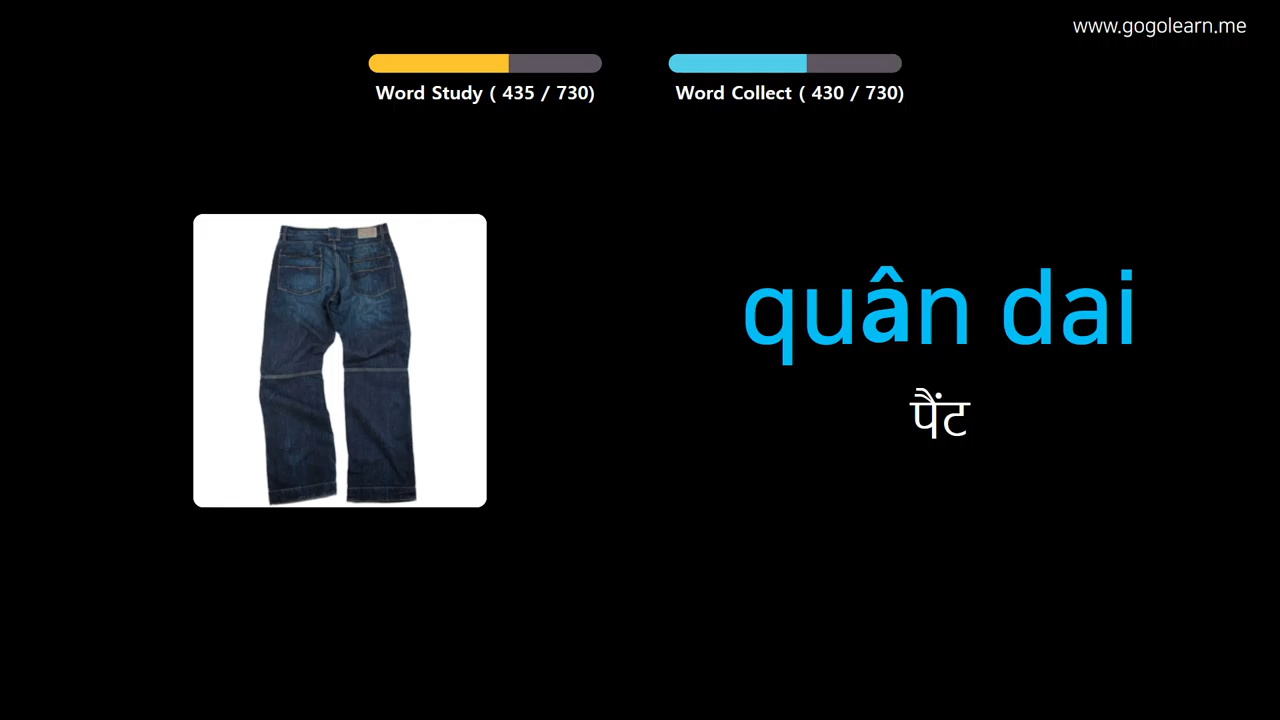 www.gogolearn.me
Word Study ( 435 / 730)
Word Collect ( 430 / 730)
quân dai
पैंट